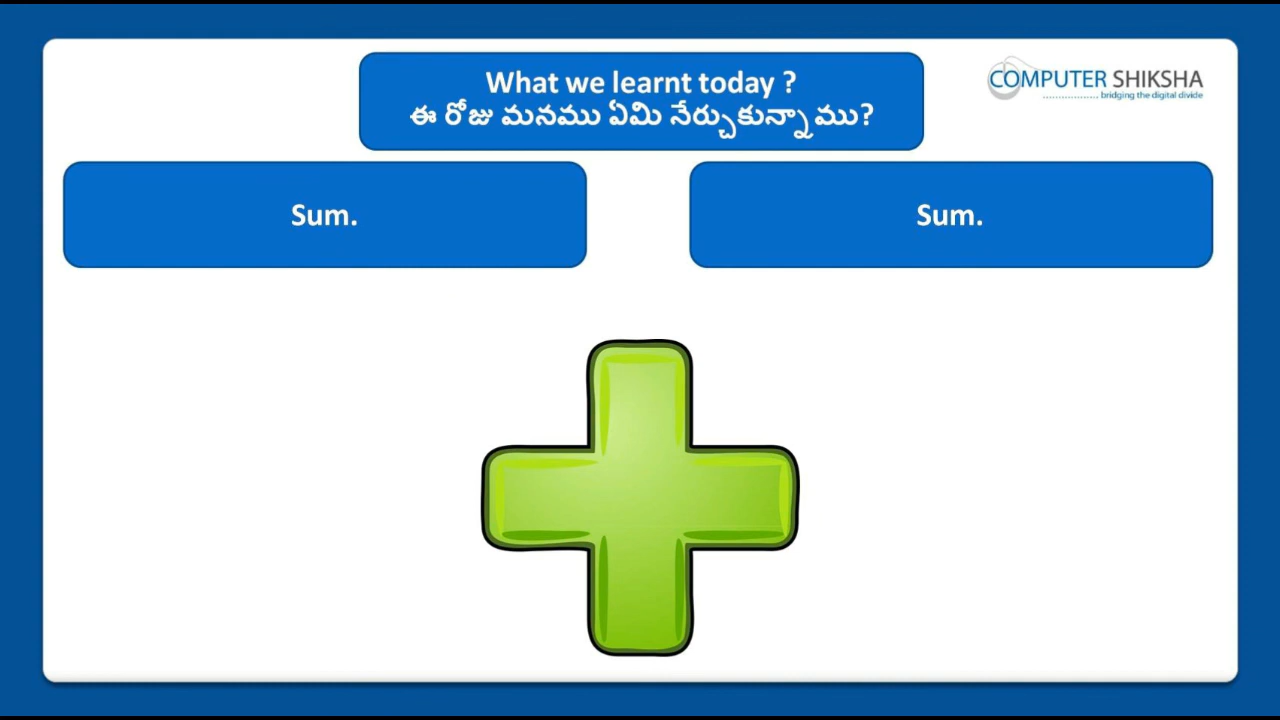 What we learnt today ?
ఈ రోజు మనము ఏమి నేర్చుకున్నాము?
COMPUTER SHIKSHA
................... bridging the digital divide
Sum.
Sum.